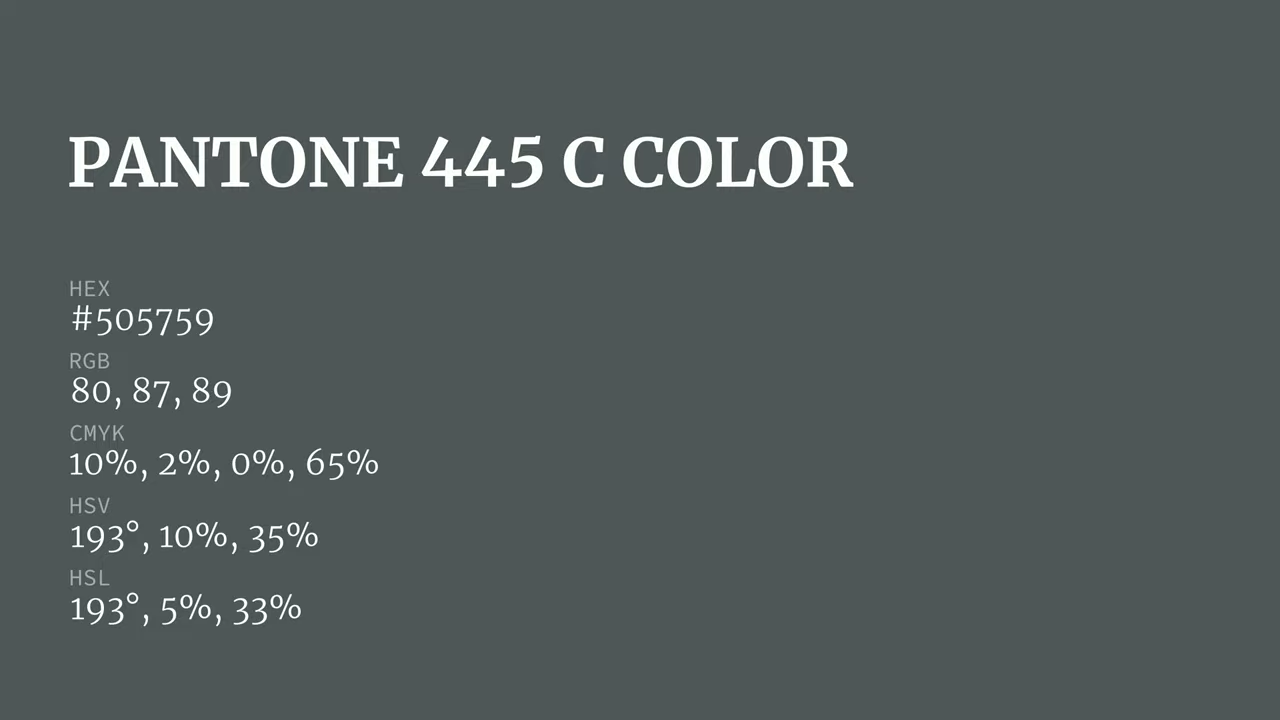 PANTONE 445 C COLOR
HEX
#505759
RGB
80, 87, 89
CMYK
10%, 2%, 0%, 65%
HSV
193°, 10%, 35%
HSL
193°, 5%, 33%